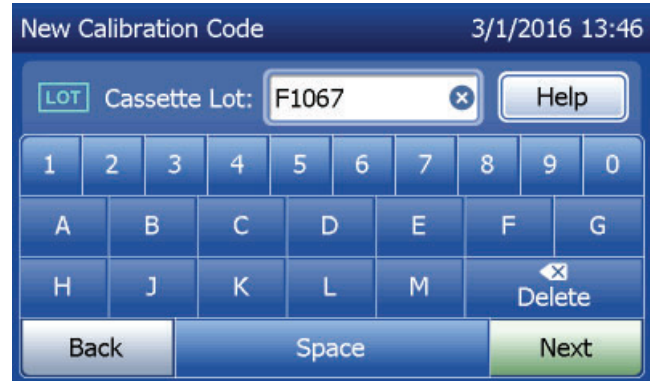 New Calibration Code 3/1/2016 13:46
LOT Cassette Lot: F1067 Help
1 2 3 4 5 6 7 8 9 0
A B C D E F G
H J K L M Delete
Back Space Next